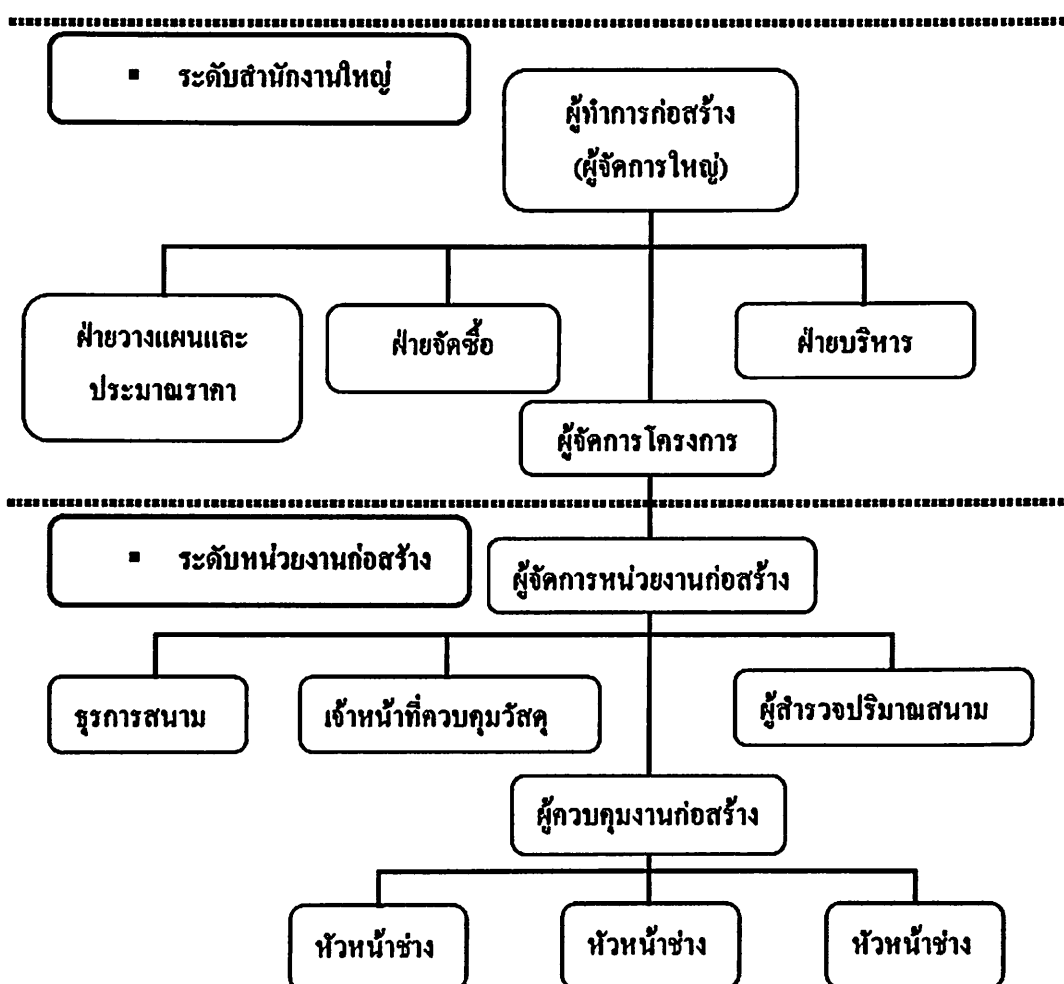 ▪ ระดับสำนักงานใหญ่
ผู้ทำการก่อสร้าง
(ผู้จัดการใหญ่)
ฝ่ายวางแผนและ
ประมาณราคา
ฝ่ายจัดซื้อ
ฝ่ายบริหาร
ผู้จัดการโครงการ
▪ ระดับหน่วยงานก่อสร้าง
ผู้จัดการหน่วยงานก่อสร้าง
ธุรการสนาม
เจ้าหน้าที่ควบคุมวัสดุ
ผู้สำรวจปริมาณสนาม
ผู้ควบคุมงานก่อสร้าง
หัวหน้าช่าง
หัวหน้าช่าง
หัวหน้าช่าง